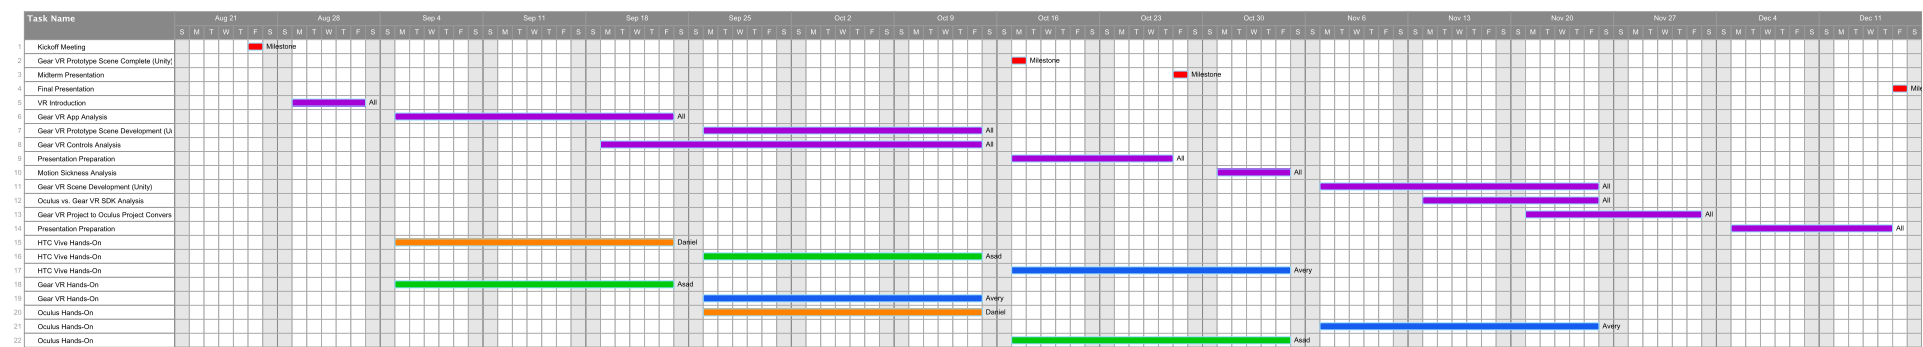 Task Name Aug 21 Aug 28 Sep 4 Sep 11 Sep 18 Sep 25 Oct 2 Oct 9 Oct 16 Oct 23 Oct 30 Nov 6 Nov 13 Nov 20 Nov 27 Dec 4 Dec 11
S M T W T F S S M T W T F S S M T W T F S S M T W T F S S M T W T F S S M T W T F S S M T W T F S S M T W T F S S M T W T F S S M T W T F S S M T W T F S S M T W T F S S M T W T F S S M T W T F S S M T W T F S S M T W T F S S M T W T F S
1 Kickoff Meeting Milestone
2 Gear VR Prototype Scene Complete (Unity) Milestone
3 Midterm Presentation Milestone
4 Final Presentation Mile
5 VR Introduction All
6 Gear VR App Analysis All
7 Gear VR Prototype Scene Development (U All
8 Gear VR Controls Analysis All
9 Presentation Preparation All
10 Motion Sickness Analysis All
11 Gear VR Scene Development (Unity) All
12 Oculus vs. Gear VR SDK Analysis All
13 Gear VR Project to Oculus Project Convers All
14 Presentation Preparation All
15 HTC Vive Hands-On Daniel
16 HTC Vive Hands-On Asad
17 HTC Vive Hands-On Avery
18 Gear VR Hands-On Asad
19 Gear VR Hands-On Avery
20 Oculus Hands-On Daniel
21 Oculus Hands-On Avery
22 Oculus Hands-On Asad